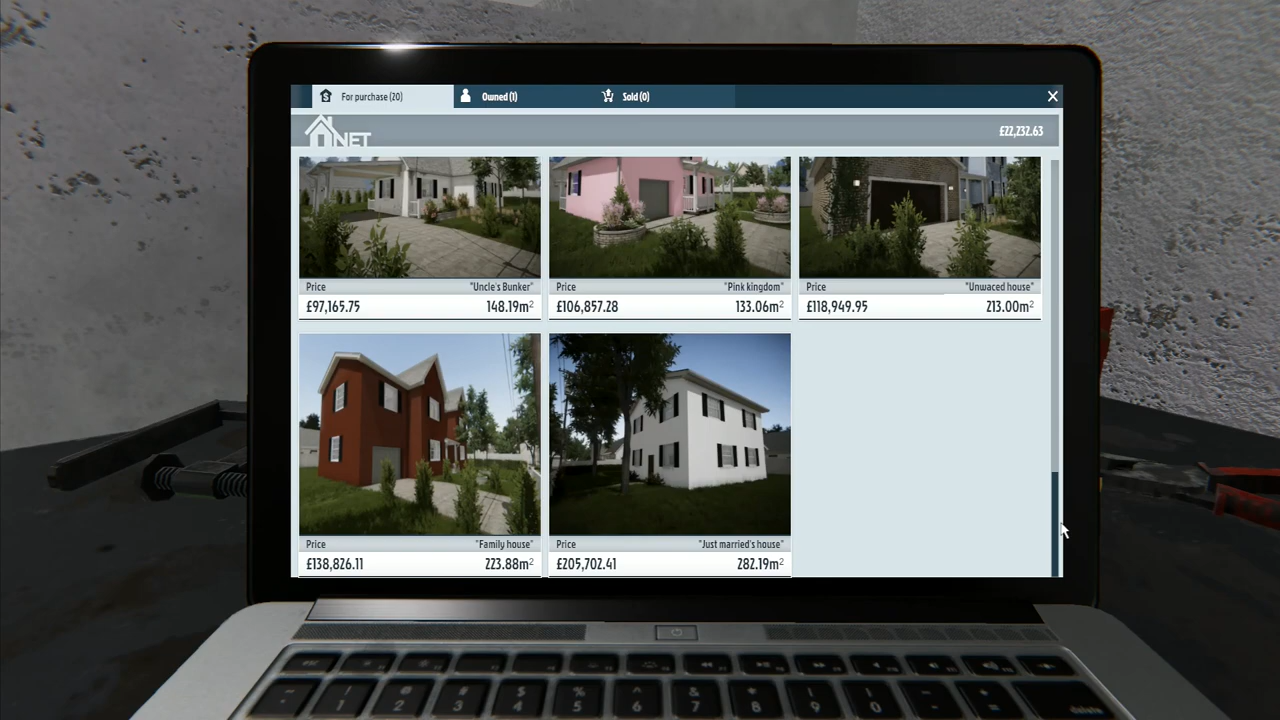 For purchase (20)
Owned (1)
Sold (0)
NET
£22,232.63
Price "Uncle's Bunker"
£97,165.75 148.19m²
Price "Pink kingdom"
£106,857.28 133.06m²
Price "Unwaced house"
£118,949.95 213.00m²
Price "Family house"
£138,826.11 223.88m²
Price "Just married's house"
£205,702.41 282.19m²
delete